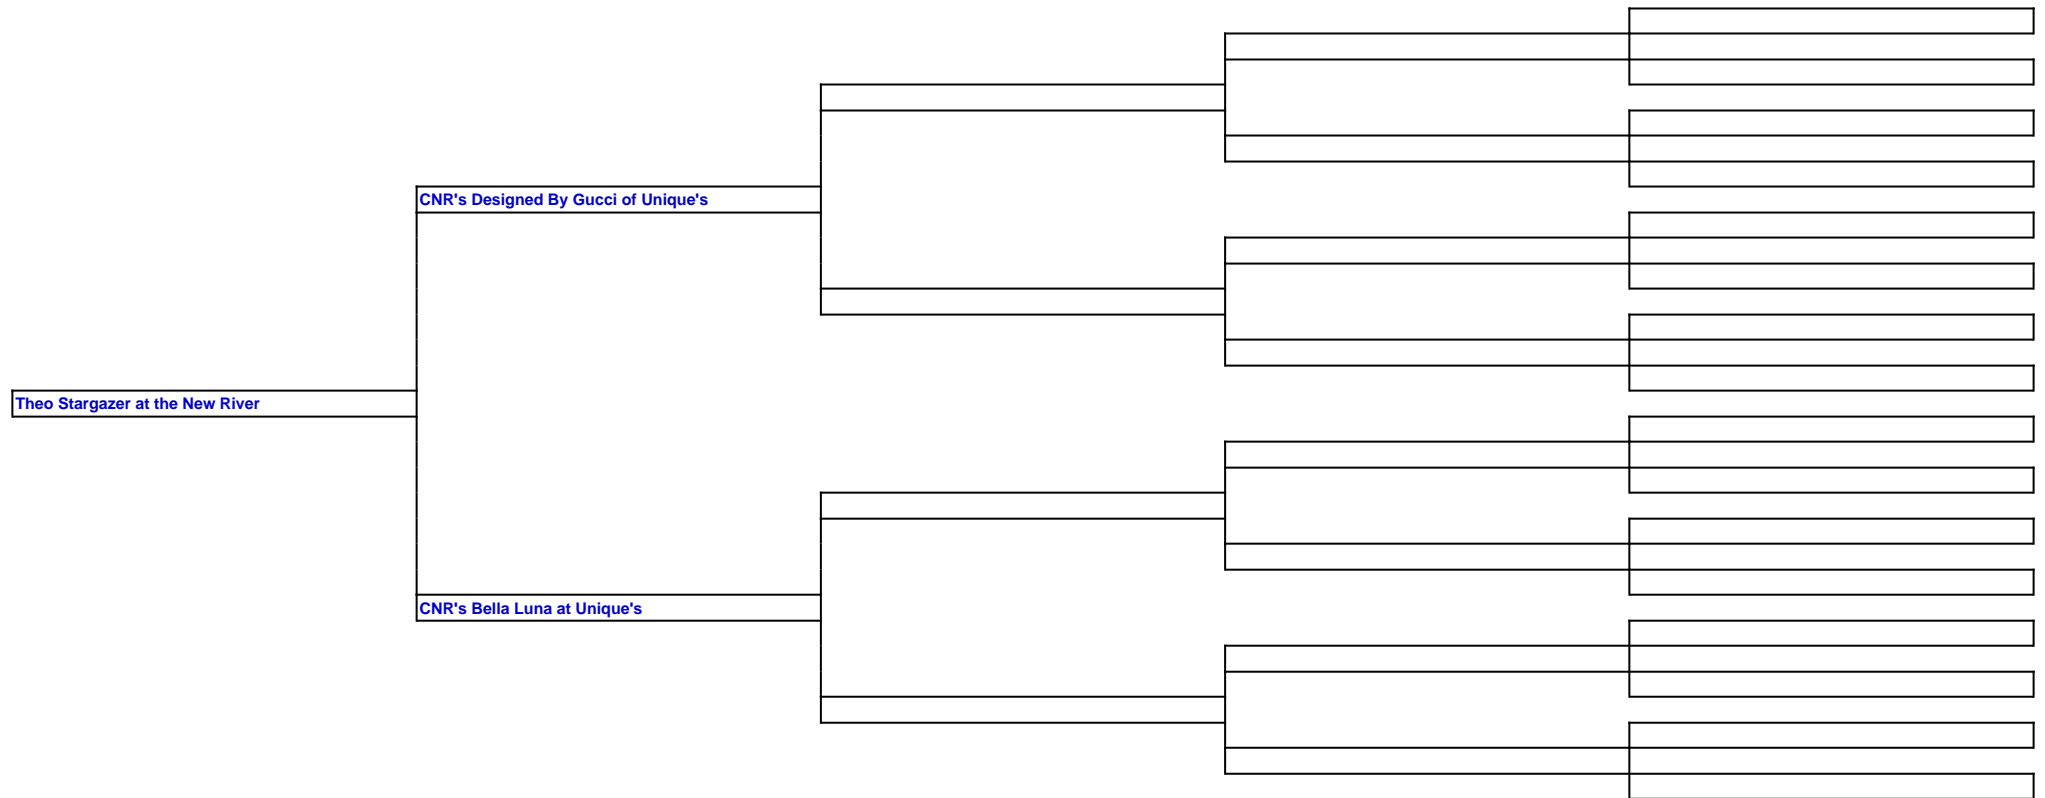 CNR's Designed By Gucci of Unique's
Theo Stargazer at the New River
CNR's Bella Luna at Unique's